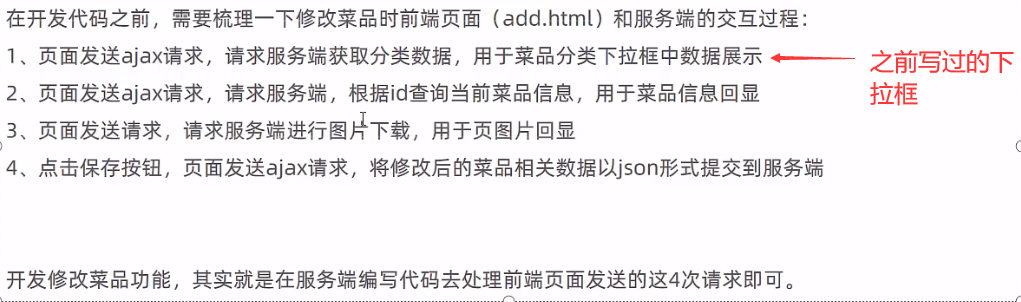 在开发代码之前，需要梳理一下修改菜品时前端页面（add.html）和服务端的交互过程：
1、页面发送ajax请求，请求服务端获取分类数据，用于菜品分类下拉框中数据展示
之前写过的下
拉框
2、页面发送ajax请求，请求服务端，根据id查询当前菜品信息，用于菜品信息回显
3、页面发送请求，请求服务端进行图片下载，用于页图片回显
4、点击保存按钮，页面发送ajax请求，将修改后的菜品相关数据以json形式提交到服务端
开发修改菜品功能，其实就是在服务端编写代码去处理前端页面发送的这4次请求即可。